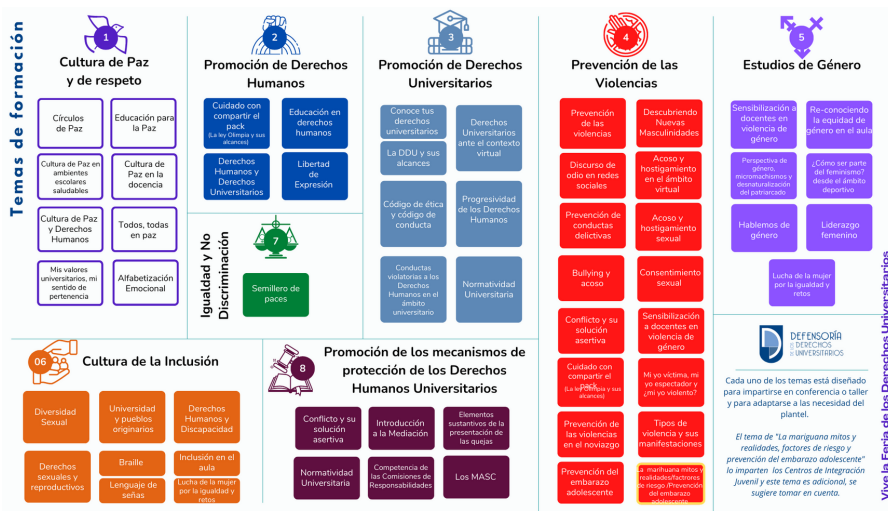 Temas de formación
1
Cultura de Paz
y de respeto
Círculos
de Paz
Educación para
la Paz
Cultura de Paz en
ambientes
escolares
saludables
Cultura de
Paz en la
docencia
Cultura de Paz
y Derechos
Humanos
Todos, todas
en paz
Mis valores
universitarios, mi
sentido de
pertenencia
Alfabetización
Emocional
2
Promoción de Derechos
Humanos
Cuidado con
compartir el
pack
(La ley Olimpia y sus
alcances)
Educación en
derechos
humanos
Derechos
Humanos y
Derechos
Universitarios
Libertad
de
Expresión
3
Promoción de Derechos
Universitarios
Conoce tus
derechos
universitarios
Derechos
Universitarios
ante el contexto
virtual
La DDU y sus
alcances
Código de ética
y código de
conducta
Progresividad
de los Derechos
Humanos
Conductas
violatorias a los
Derechos
Humanos en el
ámbito
universitario
Normatividad
Universitaria
4
Prevención de las
Violencias
Prevención
de las
violencias
Descubriendo
Nuevas
Masculinidades
Discurso de
odio en redes
sociales
Acoso y
hostigamiento
en el ámbito
virtual
Prevención de
conductas
delictivas
Acoso y
hostigamiento
sexual
Bullying y
acoso
Consentimiento
sexual
Conflicto y su
solución
asertiva
Sensibilización
a docentes en
violencia de
género
Cuidado con
compartir el
pack
(La ley Olimpia y sus
alcances)
Mi yo víctima, mi
yo espectador y
¿mi yo violento?
Prevención de
las violencias
en el noviazgo
Tipos de
violencia y sus
manifestaciones
Prevención del
embarazo
adolescente
La marihuana mitos y
realidades/factrores
de riesgo /Prevención
del embarazo
adolescente
5
Estudios de Género
Sensibilización a
docentes en
violencia de
género
Re-conociendo
la equidad de
género en el aula
Perspectiva de
género,
micromachismos y
desnaturalización
del patriarcado
¿Cómo ser parte
del feminismo?
desde el ámbito
deportivo
Hablemos de
género
Liderazgo
femenino
Lucha de la mujer
por la igualdad y
retos
7
Igualdad y No
Discriminación
Semillero de
paces
06
Cultura de la Inclusión
Diversidad
Sexual
Universidad
y pueblos
originarios
Derechos
Humanos y
Discapacidad
Derechos
sexuales y
reproductivos
Braille
Inclusión en el
aula
Lenguaje de
señas
Lucha de la mujer
por la igualdad y
retos
8
Promoción de los mecanismos de
protección de los Derechos
Humanos Universitarios
Conflicto y su
solución
asertiva
Introducción
a la Mediación
Elementos
sustantivos de la
presentación de
las quejas
Normatividad
Universitaria
Competencia de
las Comisiones de
Responsabilidades
Los MASC
DEFENSORÍA
DE LOS DERECHOS
UNIVERSITARIOS
Cada uno de los temas está diseñado
para impartirse en conferencia o taller
y para adaptarse a las necesidad del
plantel.
El tema de "La mariguana mitos y
realidades, factores de riesgo y
prevención del embarazo adolescente"
lo imparten los Centros de Integración
Juvenil y este tema es adicional, se
sugiere tomar en cuenta.
Vive la Feria de los Derechos Universitarios